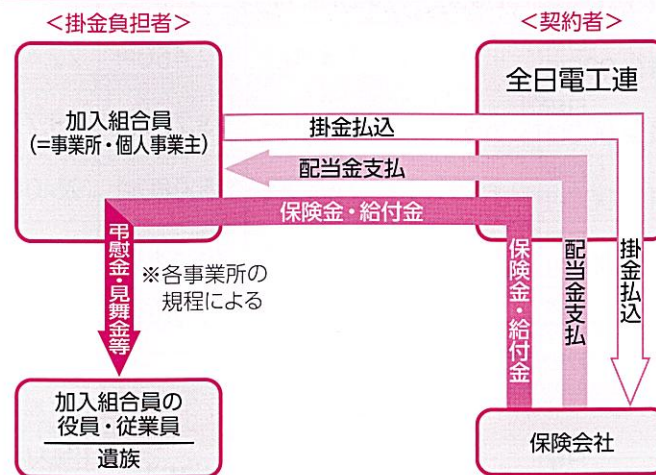 ＜掛金負担者＞
＜契約者＞
加入組合員
(＝事業所・個人事業主)
全日電工連
掛金払込
配当金支払
保険金・給付金
弔慰金・見舞金等
※各事業所の
規程による
保険金・給付金
配当金支払
掛金払込
加入組合員の
役員・従業員
遺族
保険会社